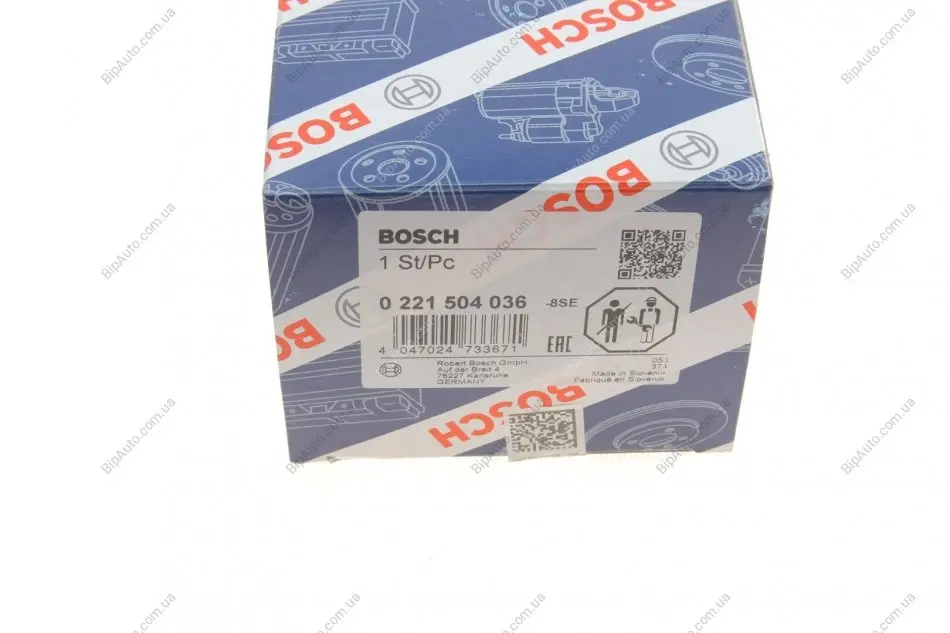 BOSCH
BOSCH
BOSCH
BOSCH
BOSCH
1 St/Pc
0 221 504 036 -8SE
4 047024 733671
EAC
Robert Bosch GmbH
Auf der Breit 4
76227 Karlsruhe
GERMANY
Made in Slovenia
Fabriqué en Slovénie
BOSCH
BipAuto.com.ua